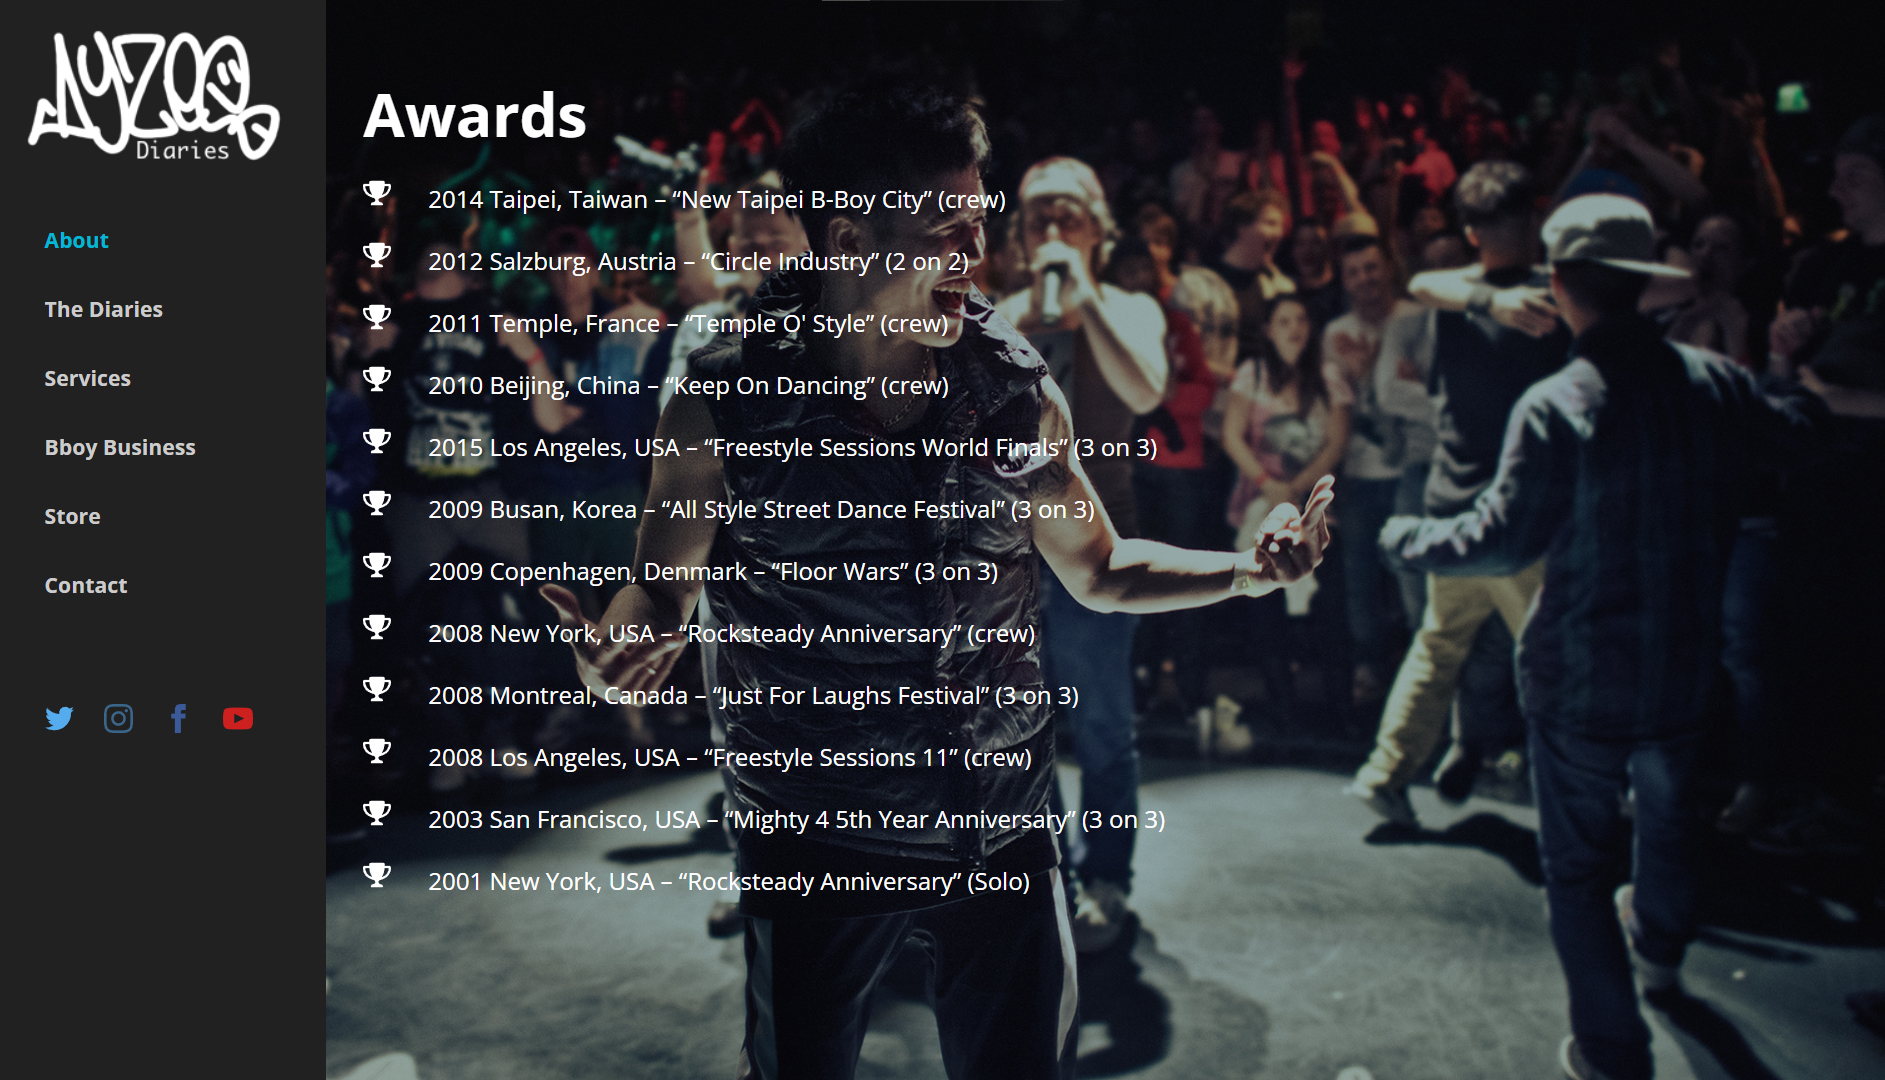 AYZOE
Diaries
About
The Diaries
Services
Bboy Business
Store
Contact
Awards
2014 Taipei, Taiwan – “New Taipei B-Boy City” (crew)
2012 Salzburg, Austria – “Circle Industry” (2 on 2)
2011 Temple, France – “Temple O' Style” (crew)
2010 Beijing, China – “Keep On Dancing” (crew)
2015 Los Angeles, USA – “Freestyle Sessions World Finals” (3 on 3)
2009 Busan, Korea – “All Style Street Dance Festival” (3 on 3)
2009 Copenhagen, Denmark – “Floor Wars” (3 on 3)
2008 New York, USA – “Rocksteady Anniversary” (crew)
2008 Montreal, Canada – “Just For Laughs Festival” (3 on 3)
2008 Los Angeles, USA – “Freestyle Sessions 11” (crew)
2003 San Francisco, USA – “Mighty 4 5th Year Anniversary” (3 on 3)
2001 New York, USA – “Rocksteady Anniversary” (Solo)